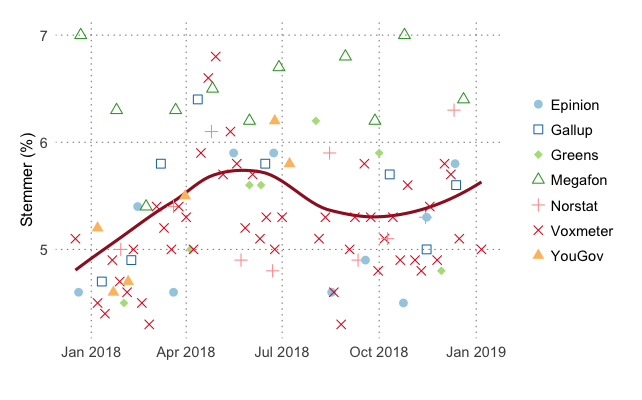 Stemmer (%)
7
6
5
Jan 2018
Apr 2018
Jul 2018
Oct 2018
Jan 2019
Epinion
Gallup
Greens
Megafon
Norstat
Voxmeter
YouGov